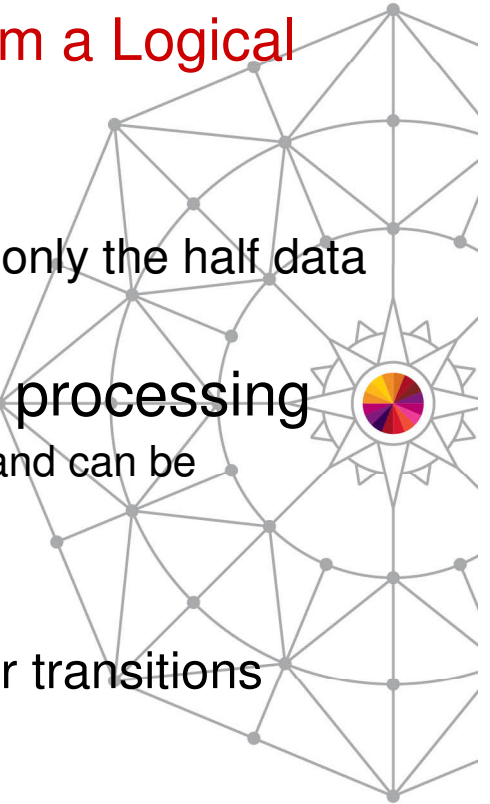 m a Logical
only the half data
processing
and can be
r transitions